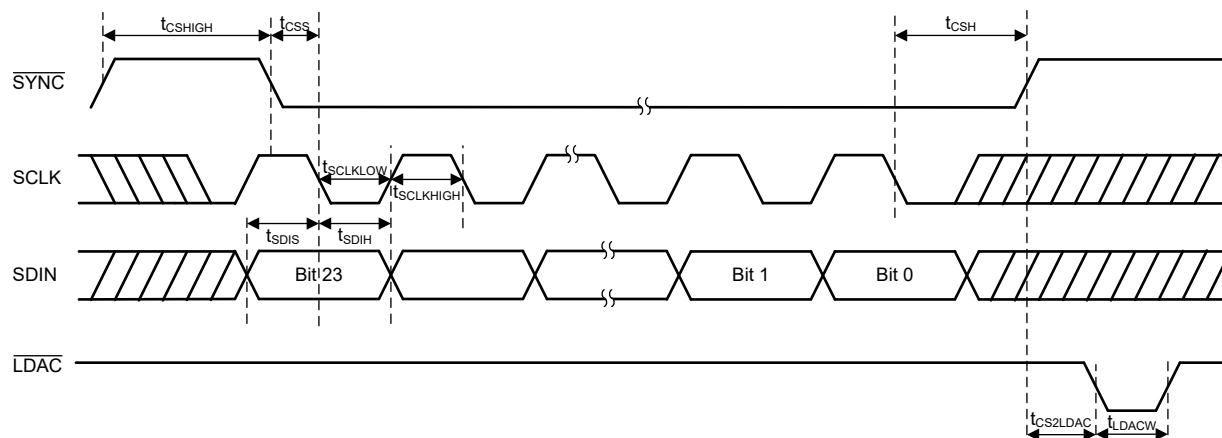 tCSHIGH tCSS tCSH
SYNC
SCLK tSCLKLOW tSCLKHIGH
tSDIS tSDIH
SDIN Bit 23 Bit 1 Bit 0
LDAC
tCS2LDAC tLDACW